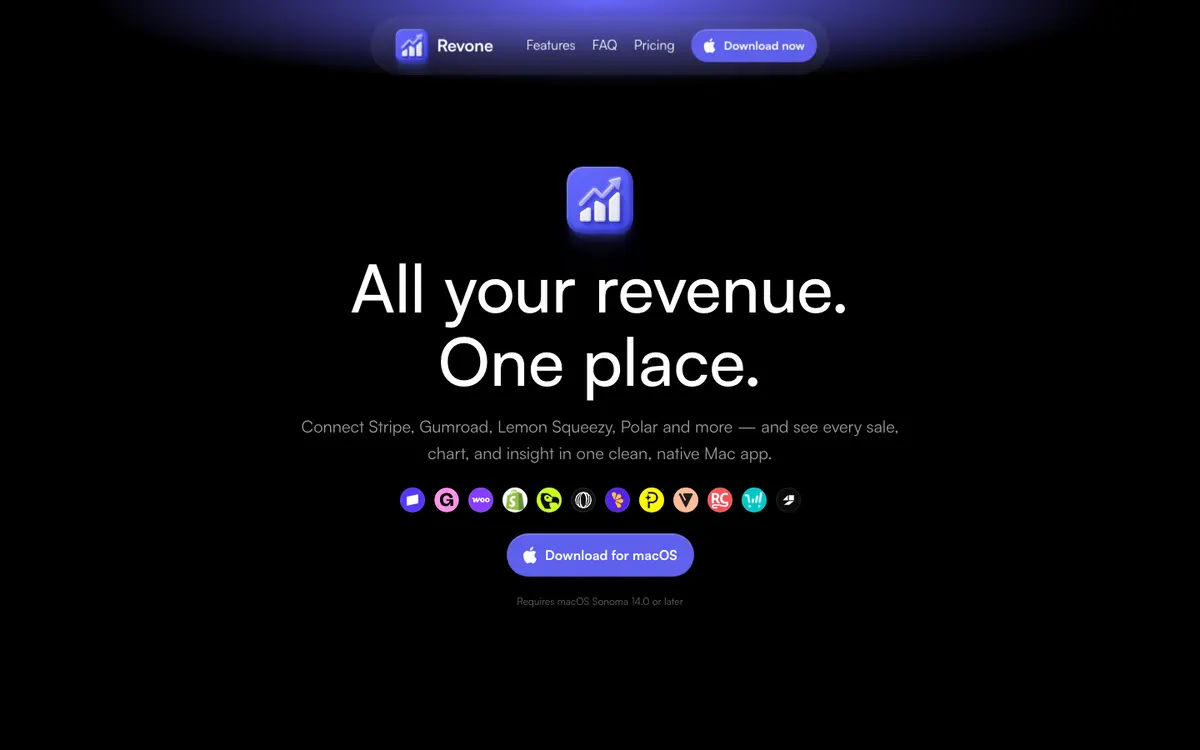 Revone
Features
FAQ
Pricing
Download now
All your revenue.
One place.
Connect Stripe, Gumroad, Lemon Squeezy, Polar and more — and see every sale,
chart, and insight in one clean, native Mac app.
G
woo
S
P
V
RC
Download for macOS
Requires macOS Sonoma 14.0 or later